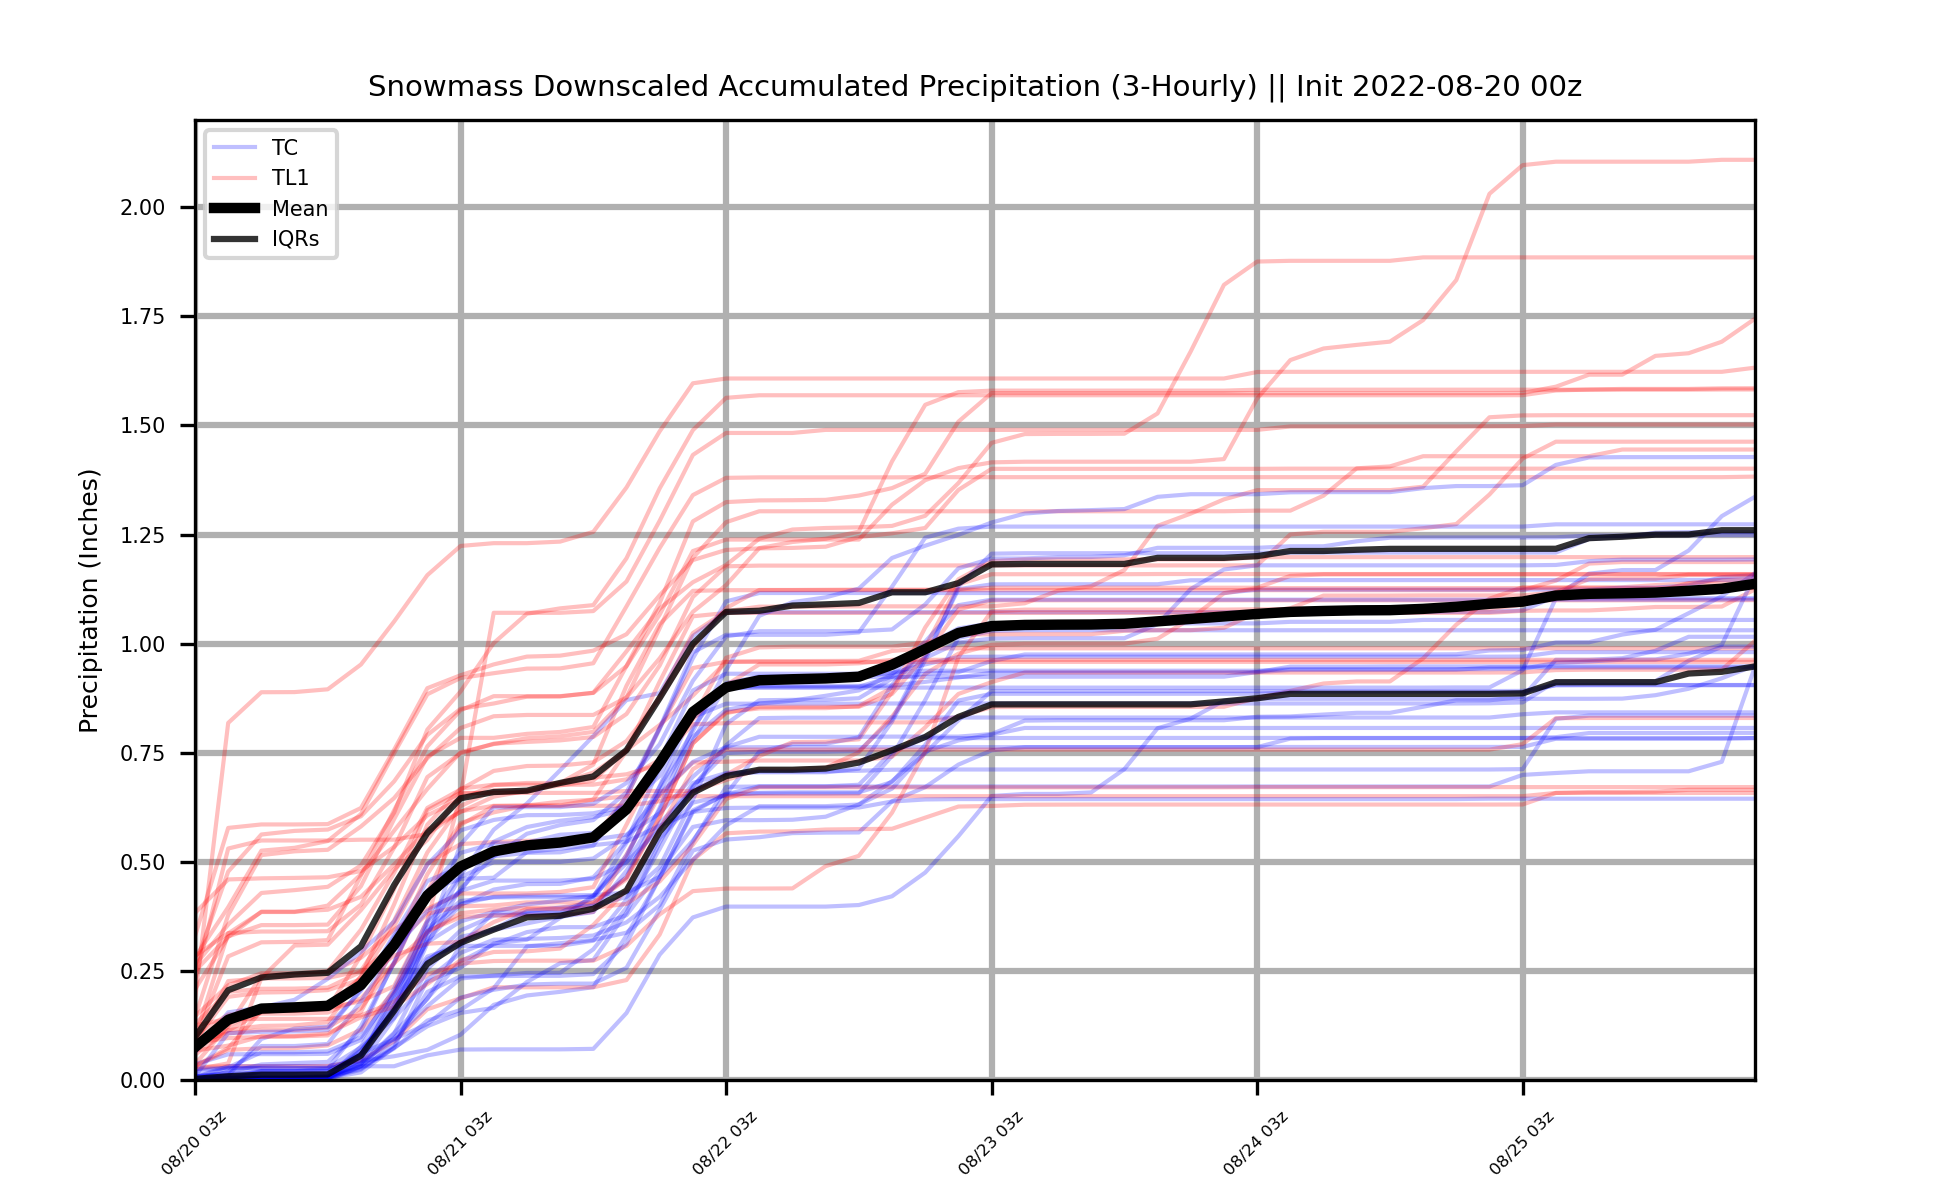 Snowmass Downscaled Accumulated Precipitation (3-Hourly) || Init 2022-08-20 00z
TC
TL1
Mean
IQRs
Precipitation (Inches)
2.00
1.75
1.50
1.25
1.00
0.75
0.50
0.25
0.00
08/20 03z
08/21 03z
08/22 03z
08/23 03z
08/24 03z
08/25 03z